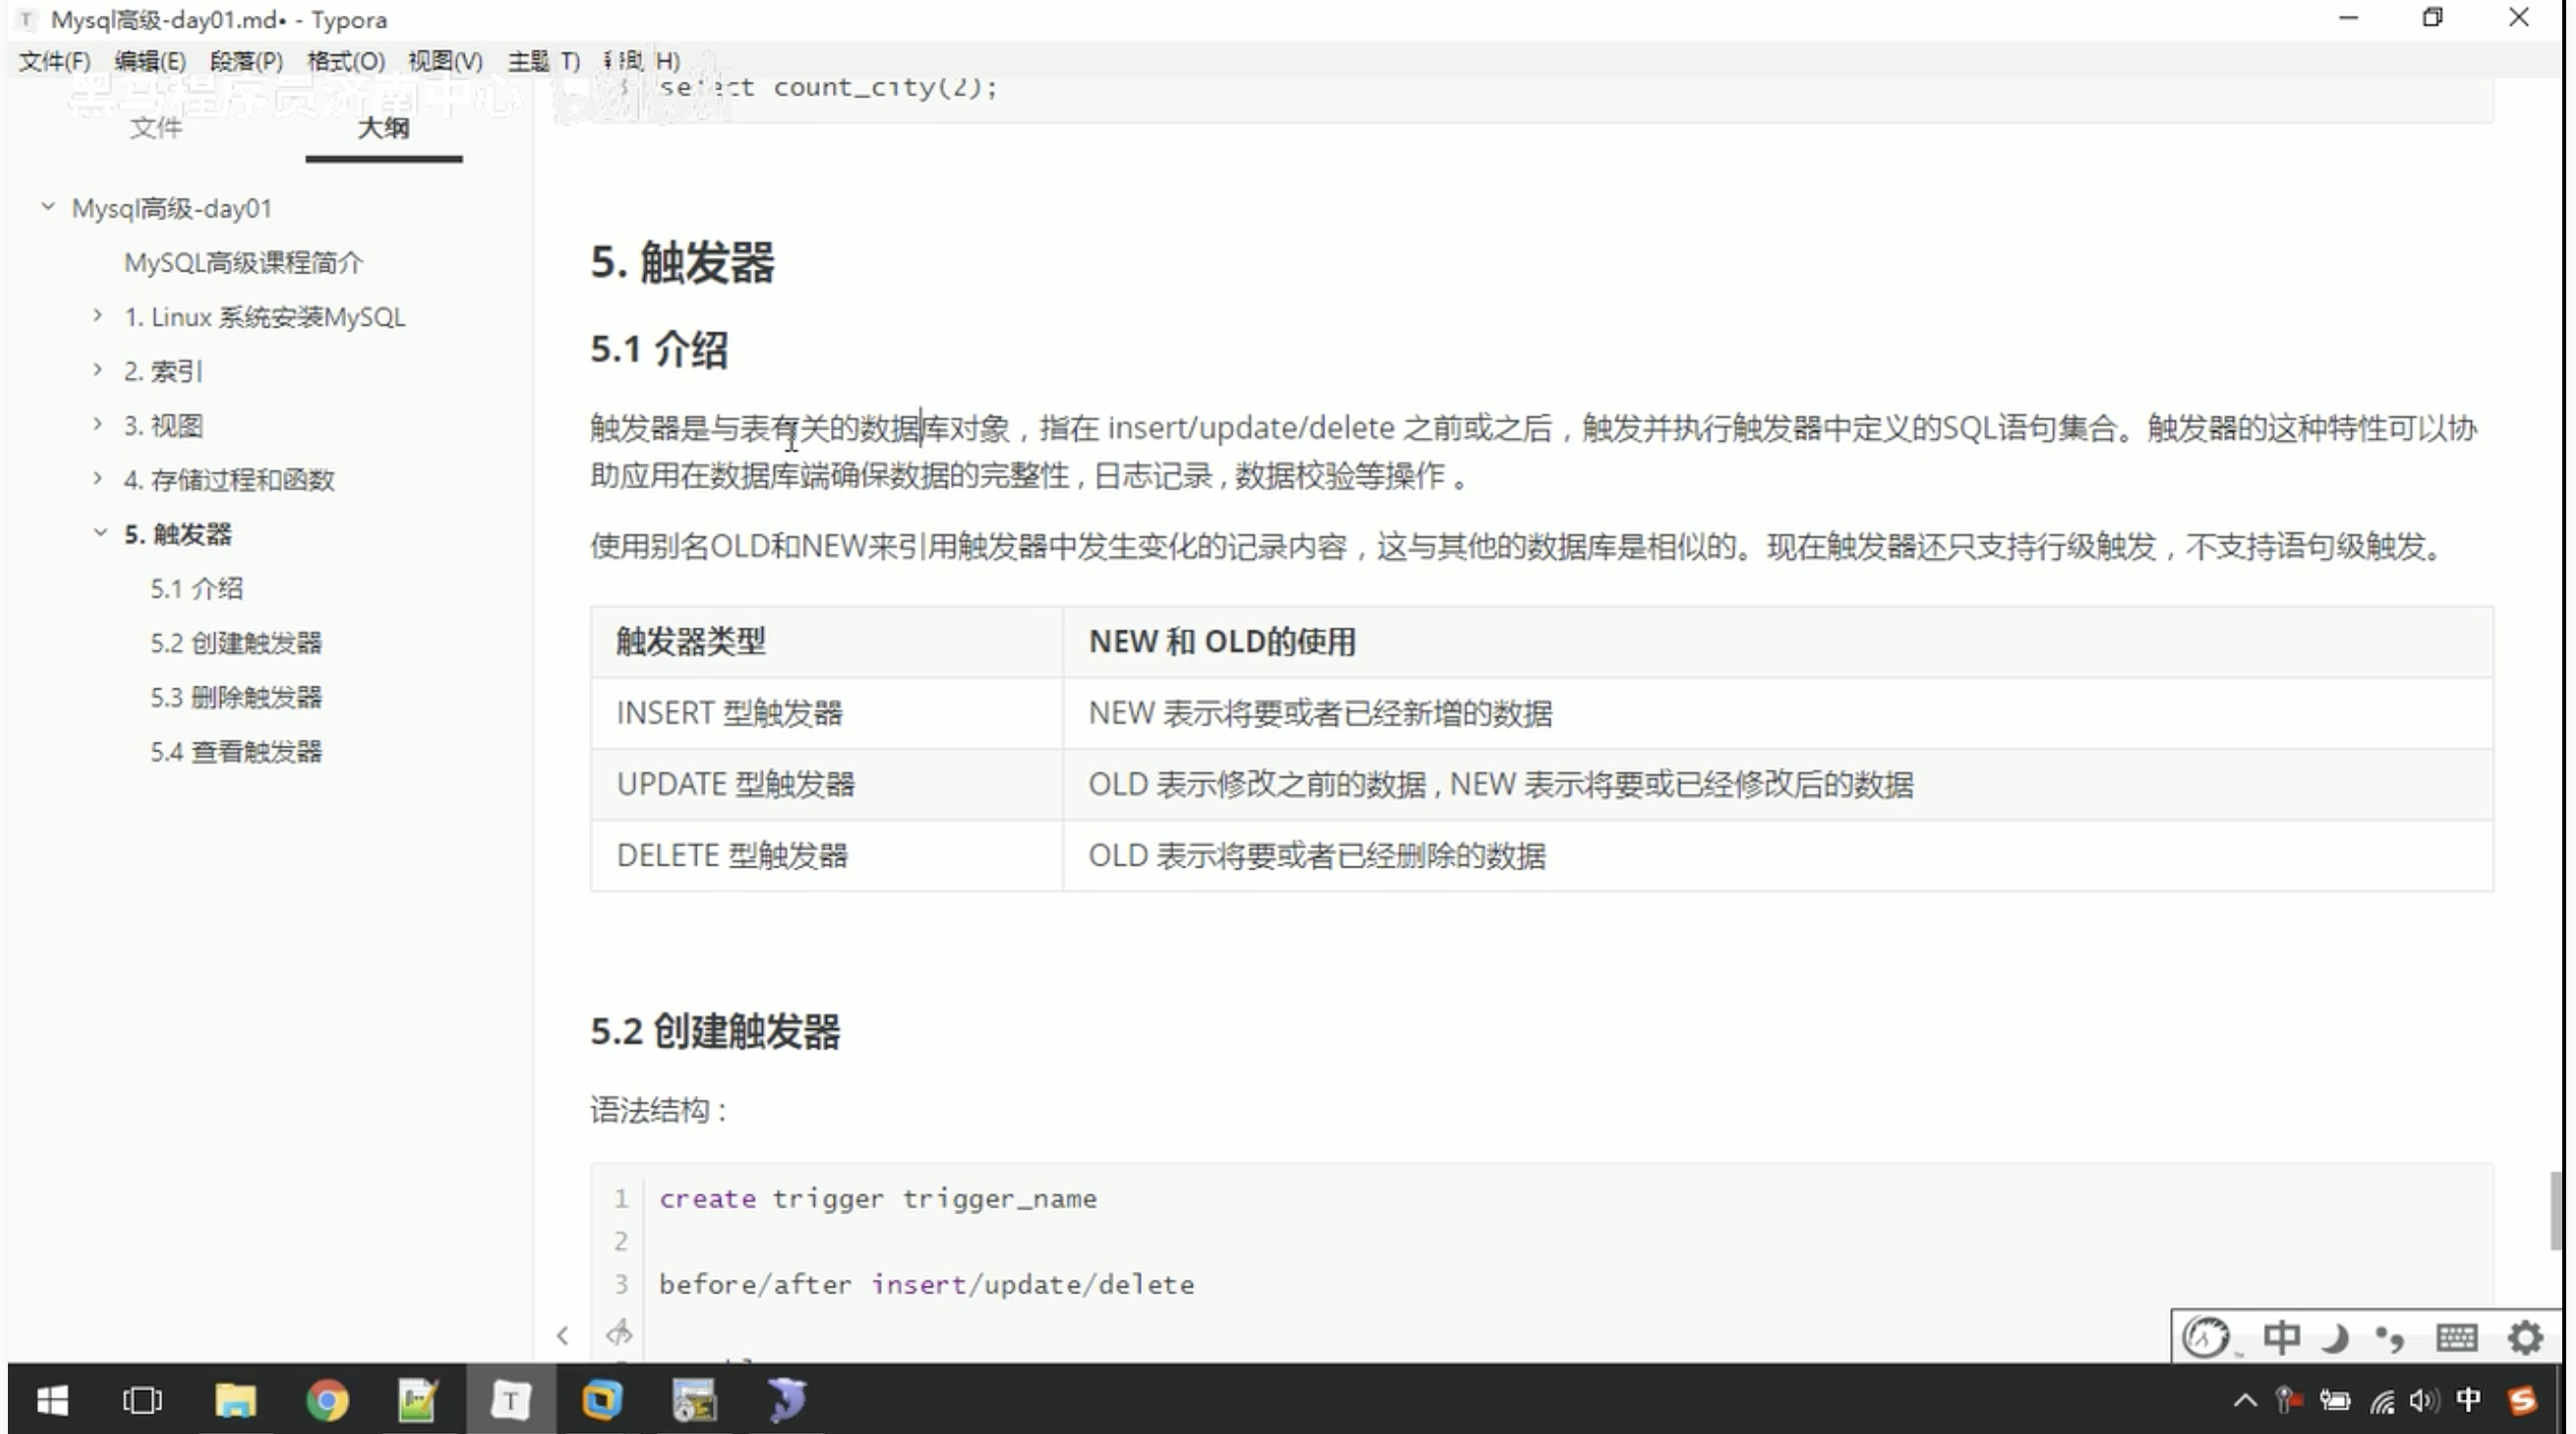 Mysql高级-day01.md• - Typora
文件(F) 编辑(E) 段落(P) 格式(O) 视图(V) 主题(T) 帮助(H)
黑马程序员济南中心
文件 大纲
Mysql高级-day01
MySQL高级课程简介
1. Linux 系统安装MySQL
2. 索引
3. 视图
4. 存储过程和函数
5. 触发器
5.1 介绍
5.2 创建触发器
5.3 删除触发器
5.4 查看触发器
3 select count_city(2);
5. 触发器
5.1 介绍
触发器是与表有关的数据库对象，指在 insert/update/delete 之前或之后，触发并执行触发器中定义的SQL语句集合。触发器的这种特性可以协
助应用在数据库端确保数据的完整性 , 日志记录 , 数据校验等操作 。
使用别名OLD和NEW来引用触发器中发生变化的记录内容，这与其他的数据库是相似的。现在触发器还只支持行级触发，不支持语句级触发。
触发器类型 NEW 和 OLD的使用
INSERT 型触发器 NEW 表示将要或者已经新增的数据
UPDATE 型触发器 OLD 表示修改之前的数据 , NEW 表示将要或已经修改后的数据
DELETE 型触发器 OLD 表示将要或者已经删除的数据
5.2 创建触发器
语法结构 :
1 create trigger trigger_name
2
3 before/after insert/update/delete
4
中
中